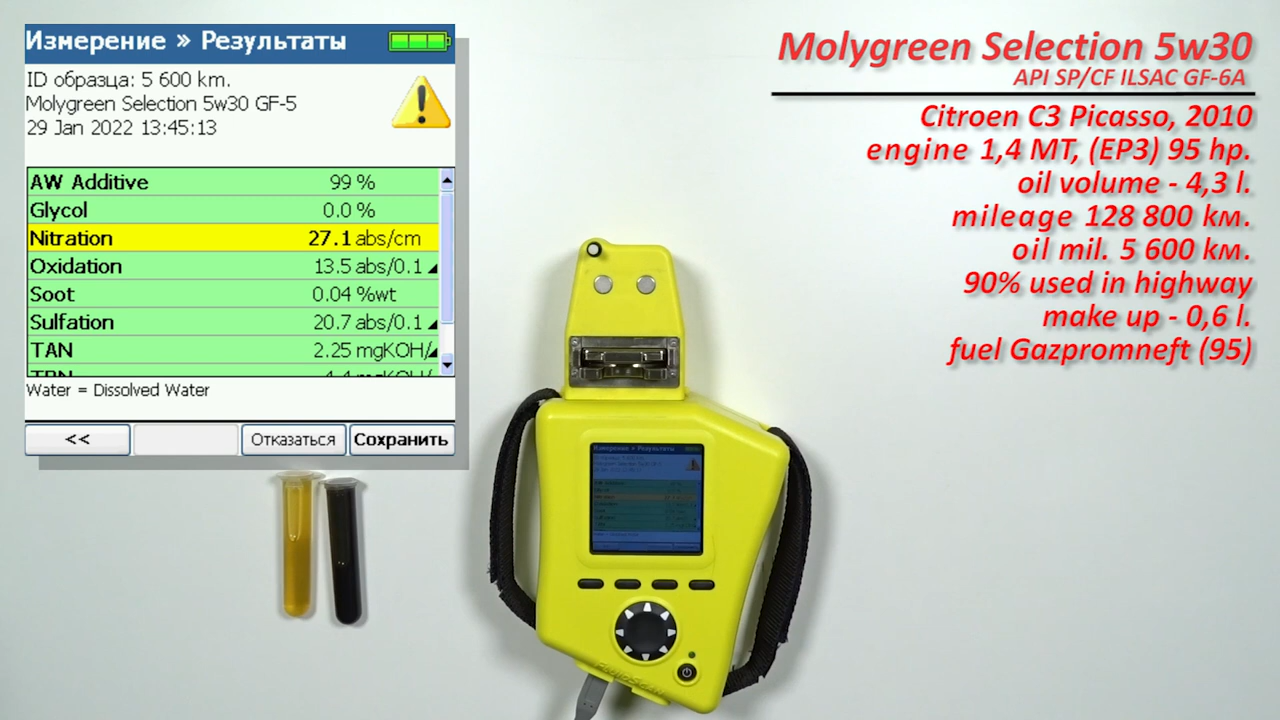 Измерение » Результаты
ID образца: 5 600 km.
Molygreen Selection 5w30 GF-5
29 Jan 2022 13:45:13
AW Additive 99 %
Glycol 0.0 %
Nitration 27.1 abs/cm
Oxidation 13.5 abs/0.1
Soot 0.04 %wt
Sulfation 20.7 abs/0.1
TAN 2.25 mgKOH/
Water = Dissolved Water
<< Отказаться Сохранить
Molygreen Selection 5w30
API SP/CF ILSAC GF-6A
Citroen C3 Picasso, 2010
engine 1,4 MT, (EP3) 95 hp.
oil volume - 4,3 l.
mileage 128 800 км.
oil mil. 5 600 км.
90% used in highway
make up - 0,6 l.
fuel Gazpromneft (95)
Измерение » Результаты